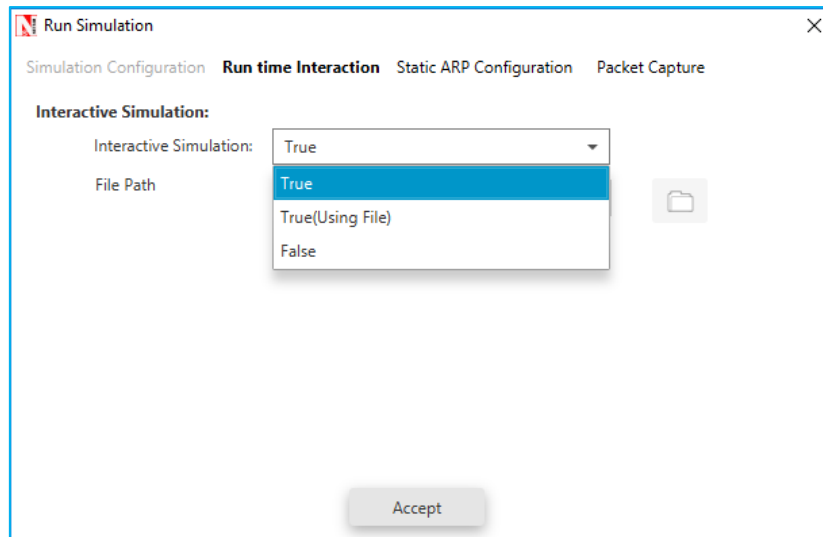 Run Simulation
Simulation Configuration Run time Interaction Static ARP Configuration Packet Capture
Interactive Simulation:
Interactive Simulation: True
File Path True
True(Using File)
False
Accept